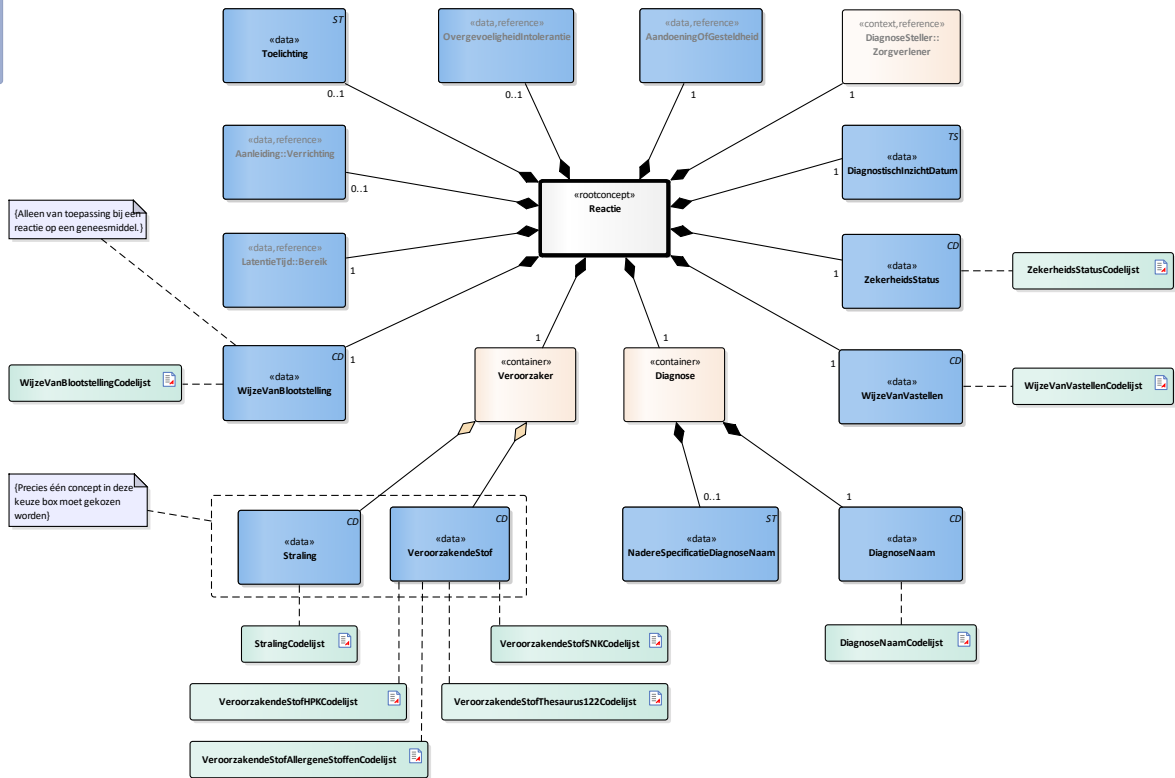 ST
«data»
Toelichting
0..1
«data,reference»
OvergevoeligheidIntolerantie
0..1
«data,reference»
AandoeningOfGesteldheid
1
«context,reference»
DiagnoseSteller::
Zorgverlener
1
«data,reference»
Aanleiding::Verrichting
0..1
TS
«data»
DiagnostischInzichtDatum
1
«rootconcept»
Reactie
{Alleen van toepassing bij een
reactie op een geneesmiddel.}
«data,reference»
LatentieTijd::Bereik
1
CD
«data»
ZekerheidsStatus
1
ZekerheidsStatusCodelijst
CD
«data»
WijzeVanBlootstelling
1
WijzeVanBlootstellingCodelijst
«container»
Veroorzaker
1
«container»
Diagnose
1
CD
«data»
WijzeVanVastellen
1
WijzeVanVastellenCodelijst
{Precies één concept in deze
keuze box moet gekozen
worden}
CD
«data»
Straling
CD
«data»
VeroorzakendeStof
0..1
ST
«data»
NadereSpecificatieDiagnoseNaam
1
CD
«data»
DiagnoseNaam
StralingCodelijst
VeroorzakendeStofSNKCodelijst
DiagnoseNaamCodelijst
VeroorzakendeStofHPKCodelijst
VeroorzakendeStofThesaurus122Codelijst
VeroorzakendeStofAllergeneStoffenCodelijst